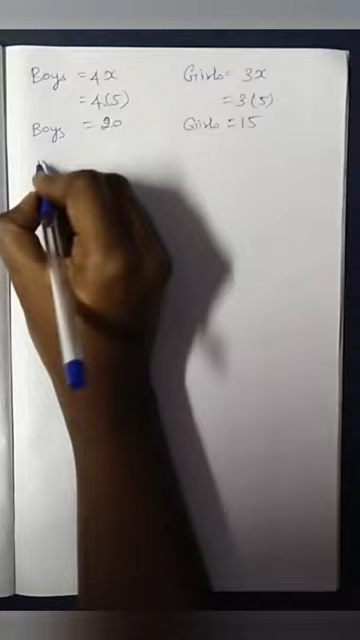 Boys = 4x Girls = 3x
= 4(5) = 3(5)
Boys = 20 Girls = 15